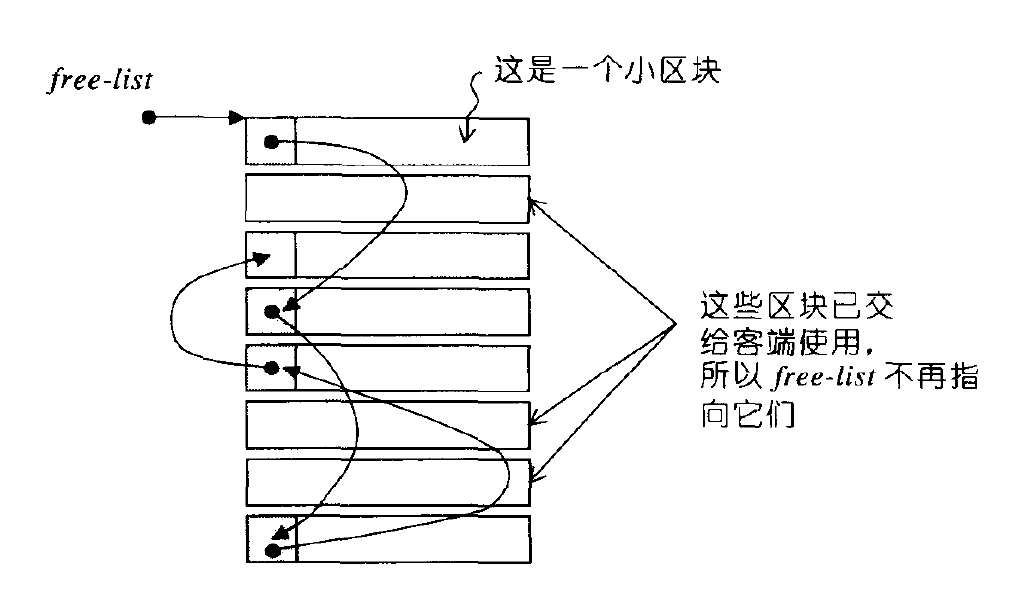 free-list
这是一个小区块
这些区块已交
给客端使用，
所以 free-list 不再指
向它们